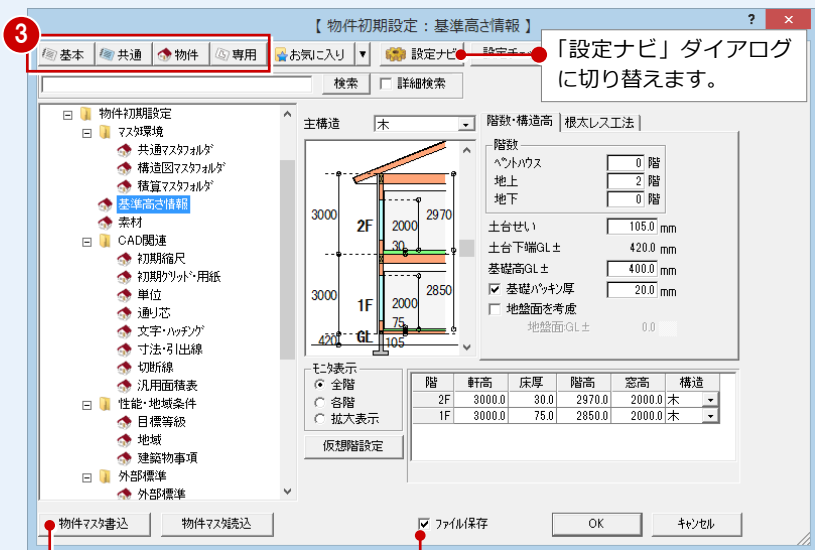 【 物件初期設定：基準高さ情報 】 ? ×
3
基本 共通 物件 専用 お気に入り ▼ 設定ナビ
「設定ナビ」ダイアログ
に切り替えます。
検索 詳細検索
物件初期設定
マスタ環境
共通マスタフォルダ
構造図マスタフォルダ
積算マスタフォルダ
基準高さ情報
素材
CAD関連
初期縮尺
初期グリッド・用紙
単位
通り芯
文字・ハッチング
寸法・引出線
切断線
汎用面積表
性能・地域条件
目標等級
地域
建築物事項
外部標準
外部標準
主構造 木
3000 2F 2000 2970
30
3000 1F 2000 2850
75
420 GL 105
階数・構造高 根太レス工法
階数
ペントハウス 0 階
地上 2 階
地下 0 階
土台せい 105.0 mm
土台下端GL± 420.0 mm
基礎高GL± 400.0 mm
基礎パッキン厚 20.0 mm
地盤面を考慮
地盤面:GL± 0.0
モニタ表示
全階
各階
拡大表示
仮想階設定
階 軒高 床厚 階高 窓高 構造
2F 3000.0 30.0 2970.0 2000.0 木
1F 3000.0 75.0 2850.0 2000.0 木
物件マスタ書込 物件マスタ読込 ファイル保存 OK キャンセル